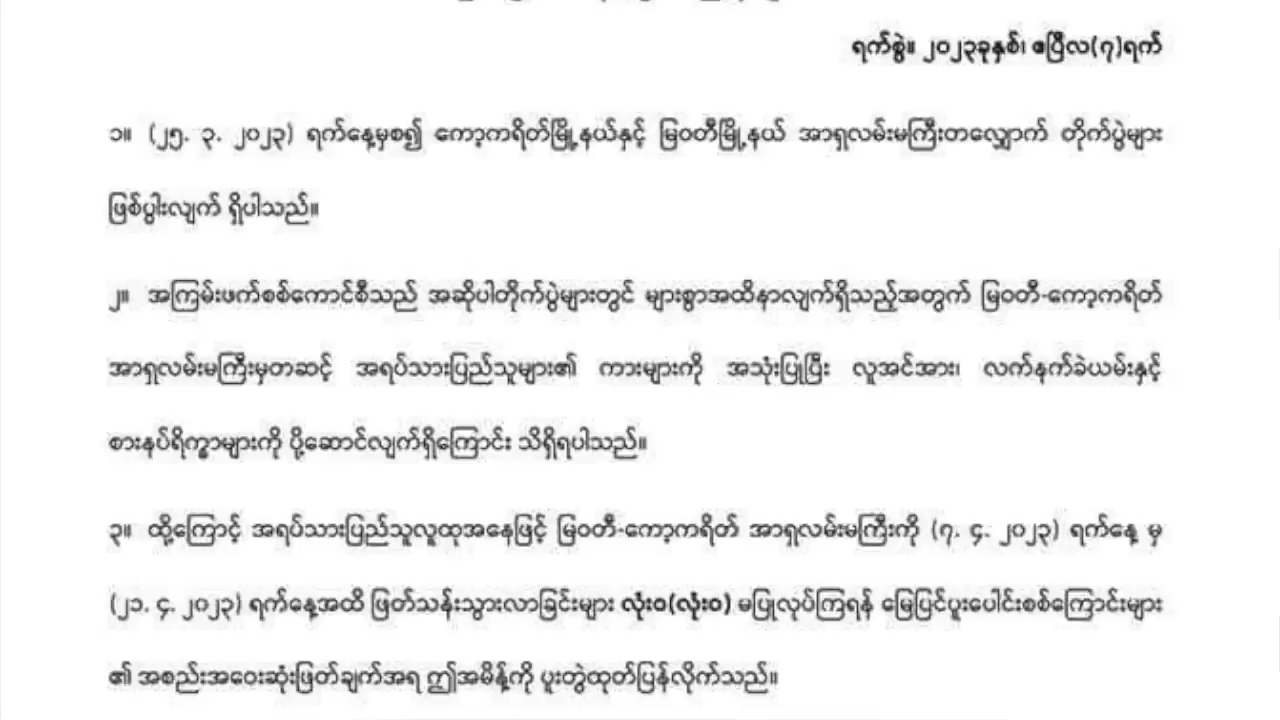 ရက်စွဲ။ ၂၀၂၃ခုနှစ်၊ ဧပြီလ(၇)ရက်
၁။ (၂၅. ၃. ၂၀၂၃) ရက်နေ့မှစ၍ ကော့ကရိတ်မြို့နယ်နှင့် မြဝတီမြို့နယ် အာရှလမ်းမကြီးတလျှောက် တိုက်ပွဲများ
ဖြစ်ပွါးလျက် ရှိပါသည်။
၂။ အကြမ်းဖက်စစ်ကောင်စီသည် အဆိုပါတိုက်ပွဲများတွင် များစွာအထိနာလျက်ရှိသည့်အတွက် မြဝတီ-ကော့ကရိတ်
အာရှလမ်းမကြီးမှတဆင့် အရပ်သားပြည်သူများ၏ ကားများကို အသုံးပြုပြီး လူအင်အား၊ လက်နက်ခဲယမ်းနှင့်
စားနပ်ရိက္ခာများကို ပို့ဆောင်လျက်ရှိကြောင်း သိရှိရပါသည်။
၃။ ထို့ကြောင့် အရပ်သားပြည်သူလူထုအနေဖြင့် မြဝတီ-ကော့ကရိတ် အာရှလမ်းမကြီးကို (၇. ၄. ၂၀၂၃) ရက်နေ့ မှ
(၂၁. ၄. ၂၀၂၃) ရက်နေ့အထိ ဖြတ်သန်းသွားလာခြင်းများ လုံးဝ(လုံးဝ) မပြုလုပ်ကြရန် မြေပြင်ပူးပေါင်းစစ်ကြောင်းများ
၏ အစည်းအဝေးဆုံးဖြတ်ချက်အရ ဤအမိန့်ကို ပူးတွဲထုတ်ပြန်လိုက်သည်။